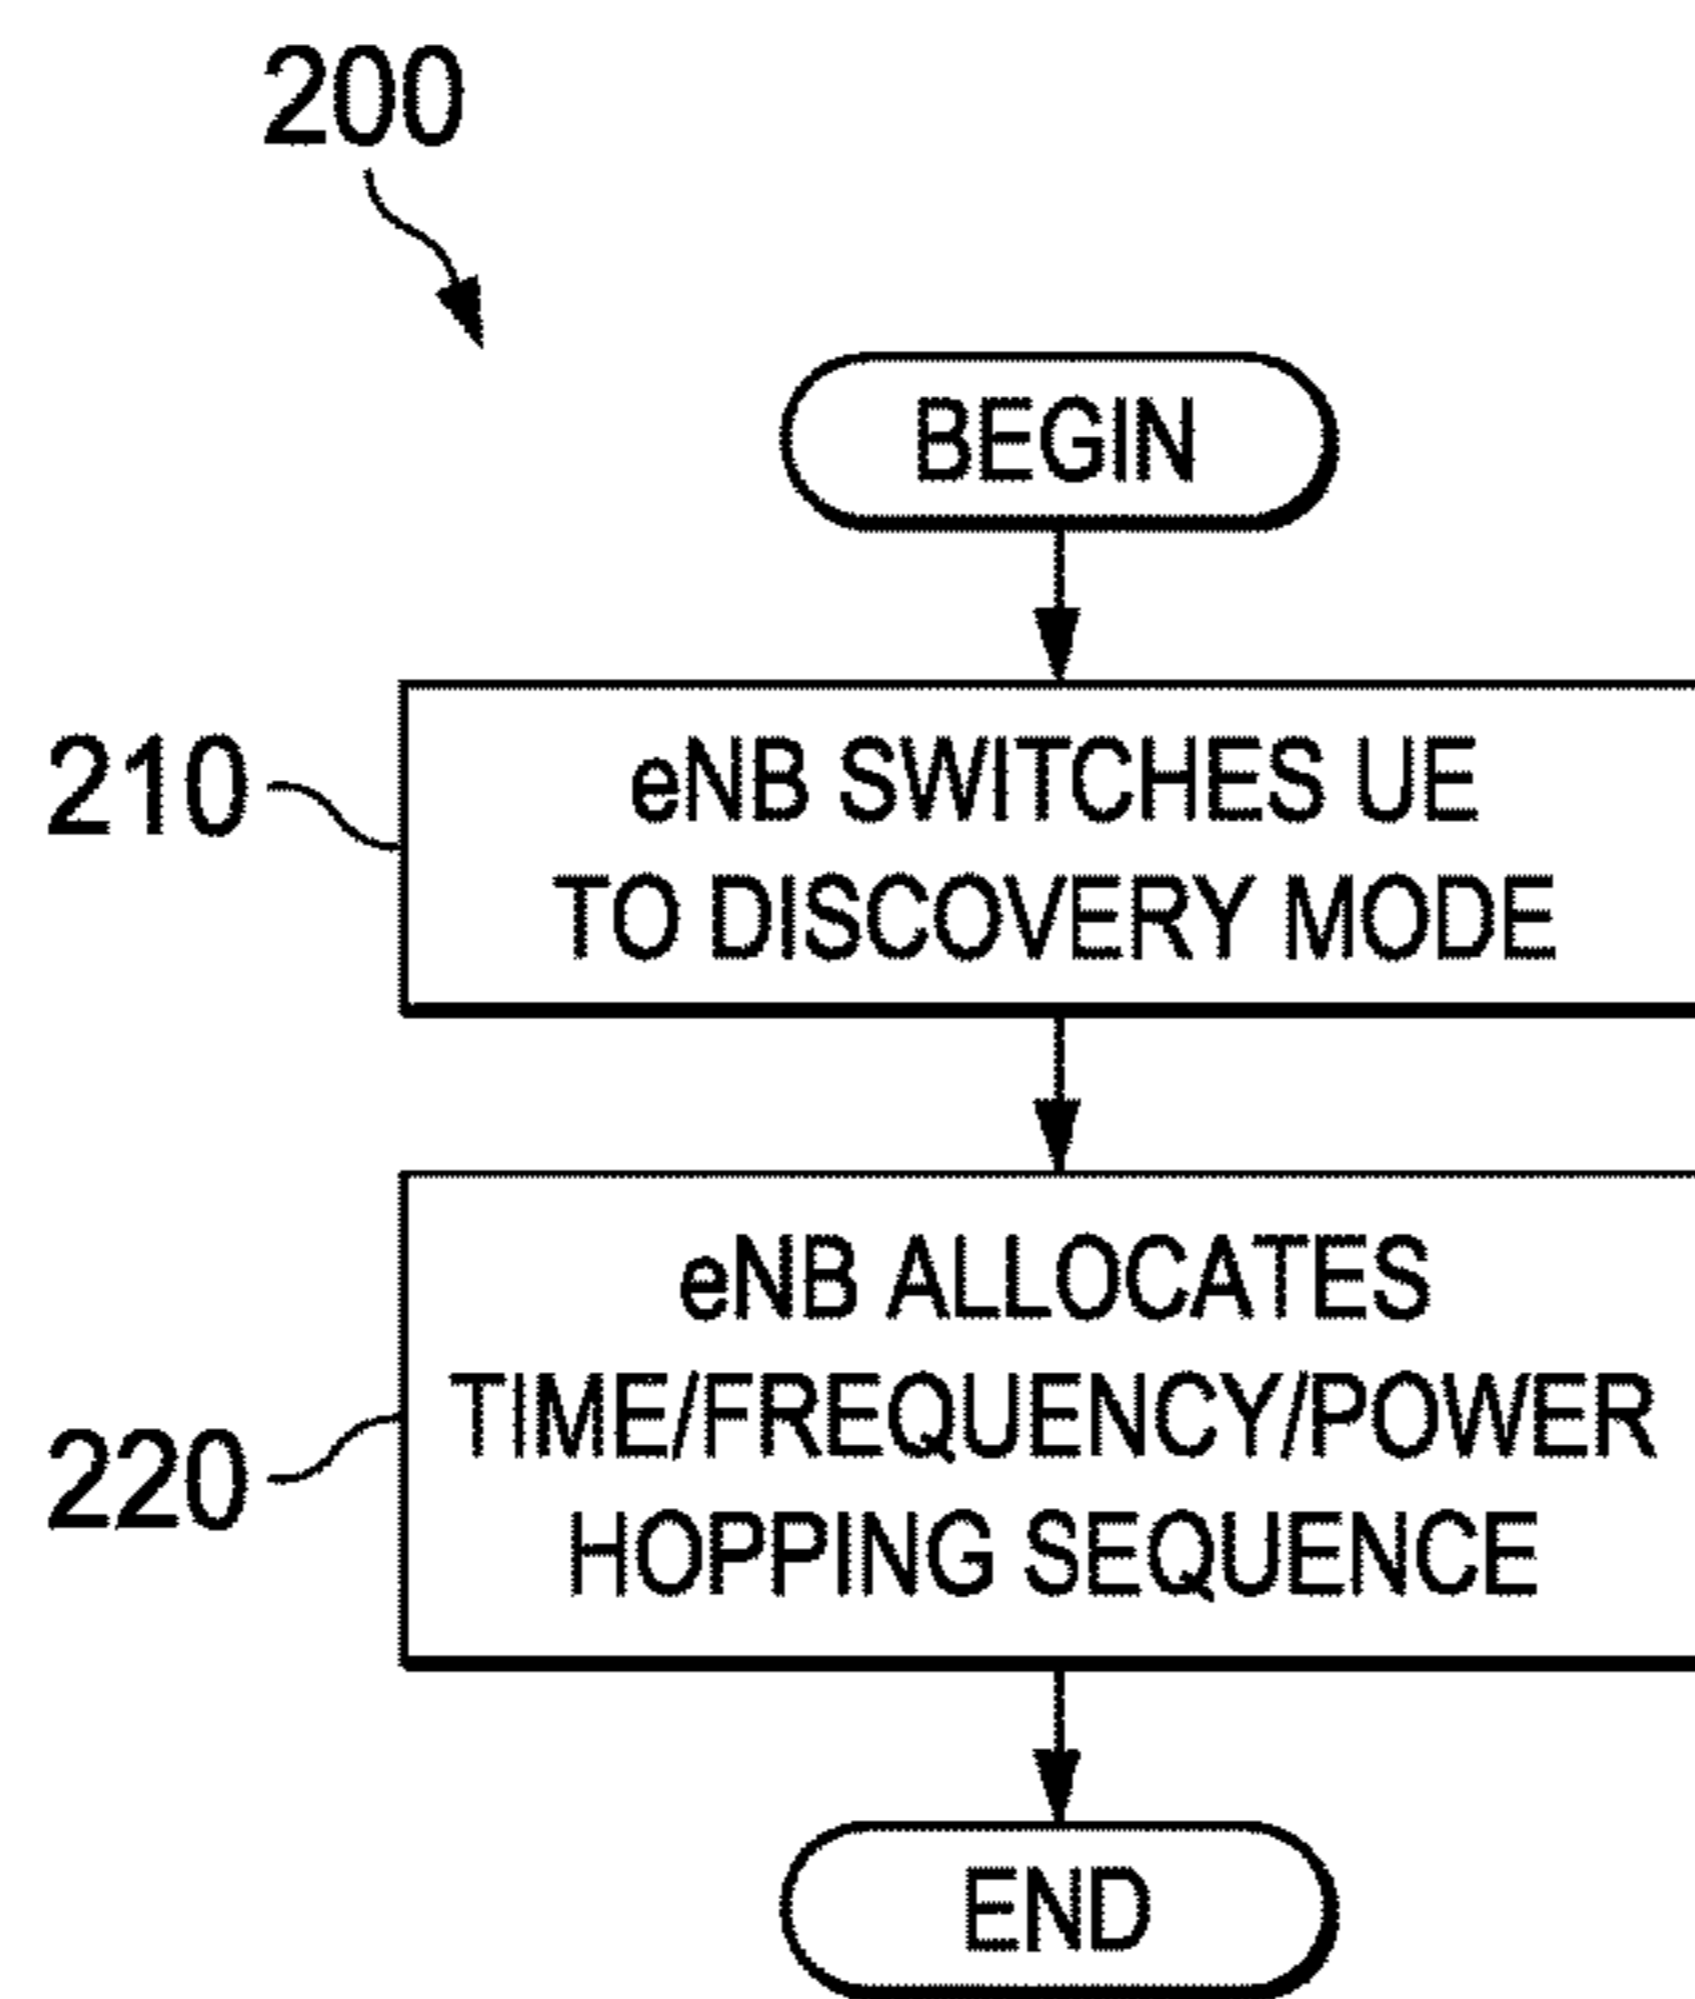 200
BEGIN
210
eNB SWITCHES UE
TO DISCOVERY MODE
220
eNB ALLOCATES
TIME/FREQUENCY/POWER
HOPPING SEQUENCE
END